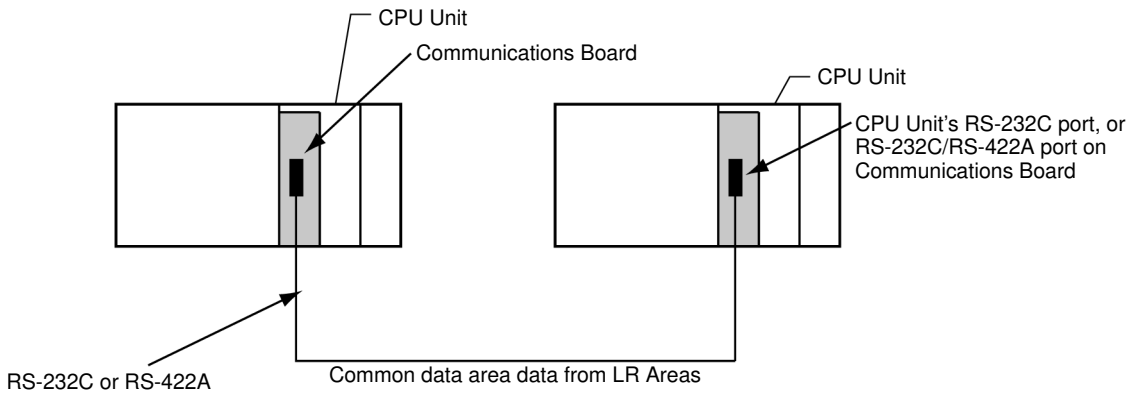 CPU Unit
Communications Board
CPU Unit
CPU Unit's RS-232C port, or
RS-232C/RS-422A port on
Communications Board
RS-232C or RS-422A
Common data area data from LR Areas